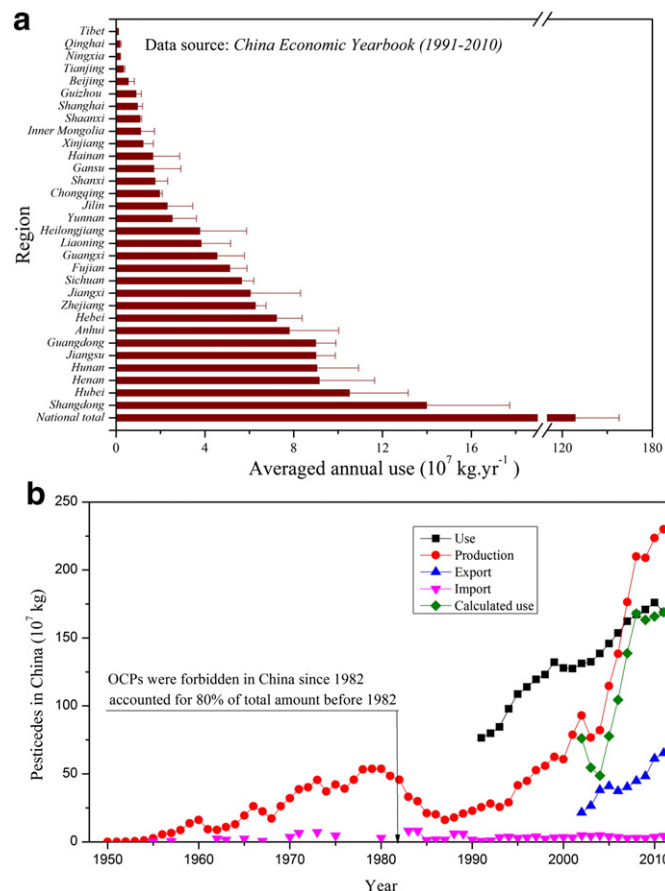 a
Data source: China Economic Yearbook (1991-2010)
Region
Tibet
Qinghai
Ningxia
Tianjing
Beijing
Guizhou
Shanghai
Shaanxi
Inner Mongolia
Xinjiang
Hainan
Gansu
Shanxi
Chongqing
Jilin
Yunnan
Heilongjiang
Liaoning
Guangxi
Fujian
Sichuan
Jiangxi
Zhejiang
Hebei
Anhui
Guangdong
Jiangsu
Hunan
Henan
Hubei
Shangdong
National total
0 4 8 12 16 120 180
Averaged annual use (10⁷ kg.yr⁻¹)
b
Pesticedes in China (10⁷ kg)
250
200
150
100
50
0
Use
Production
Export
Import
Calculated use
OCPs were forbidden in China since 1982
accounted for 80% of total amount before 1982
1950 1960 1970 1980 1990 2000 2010
Year